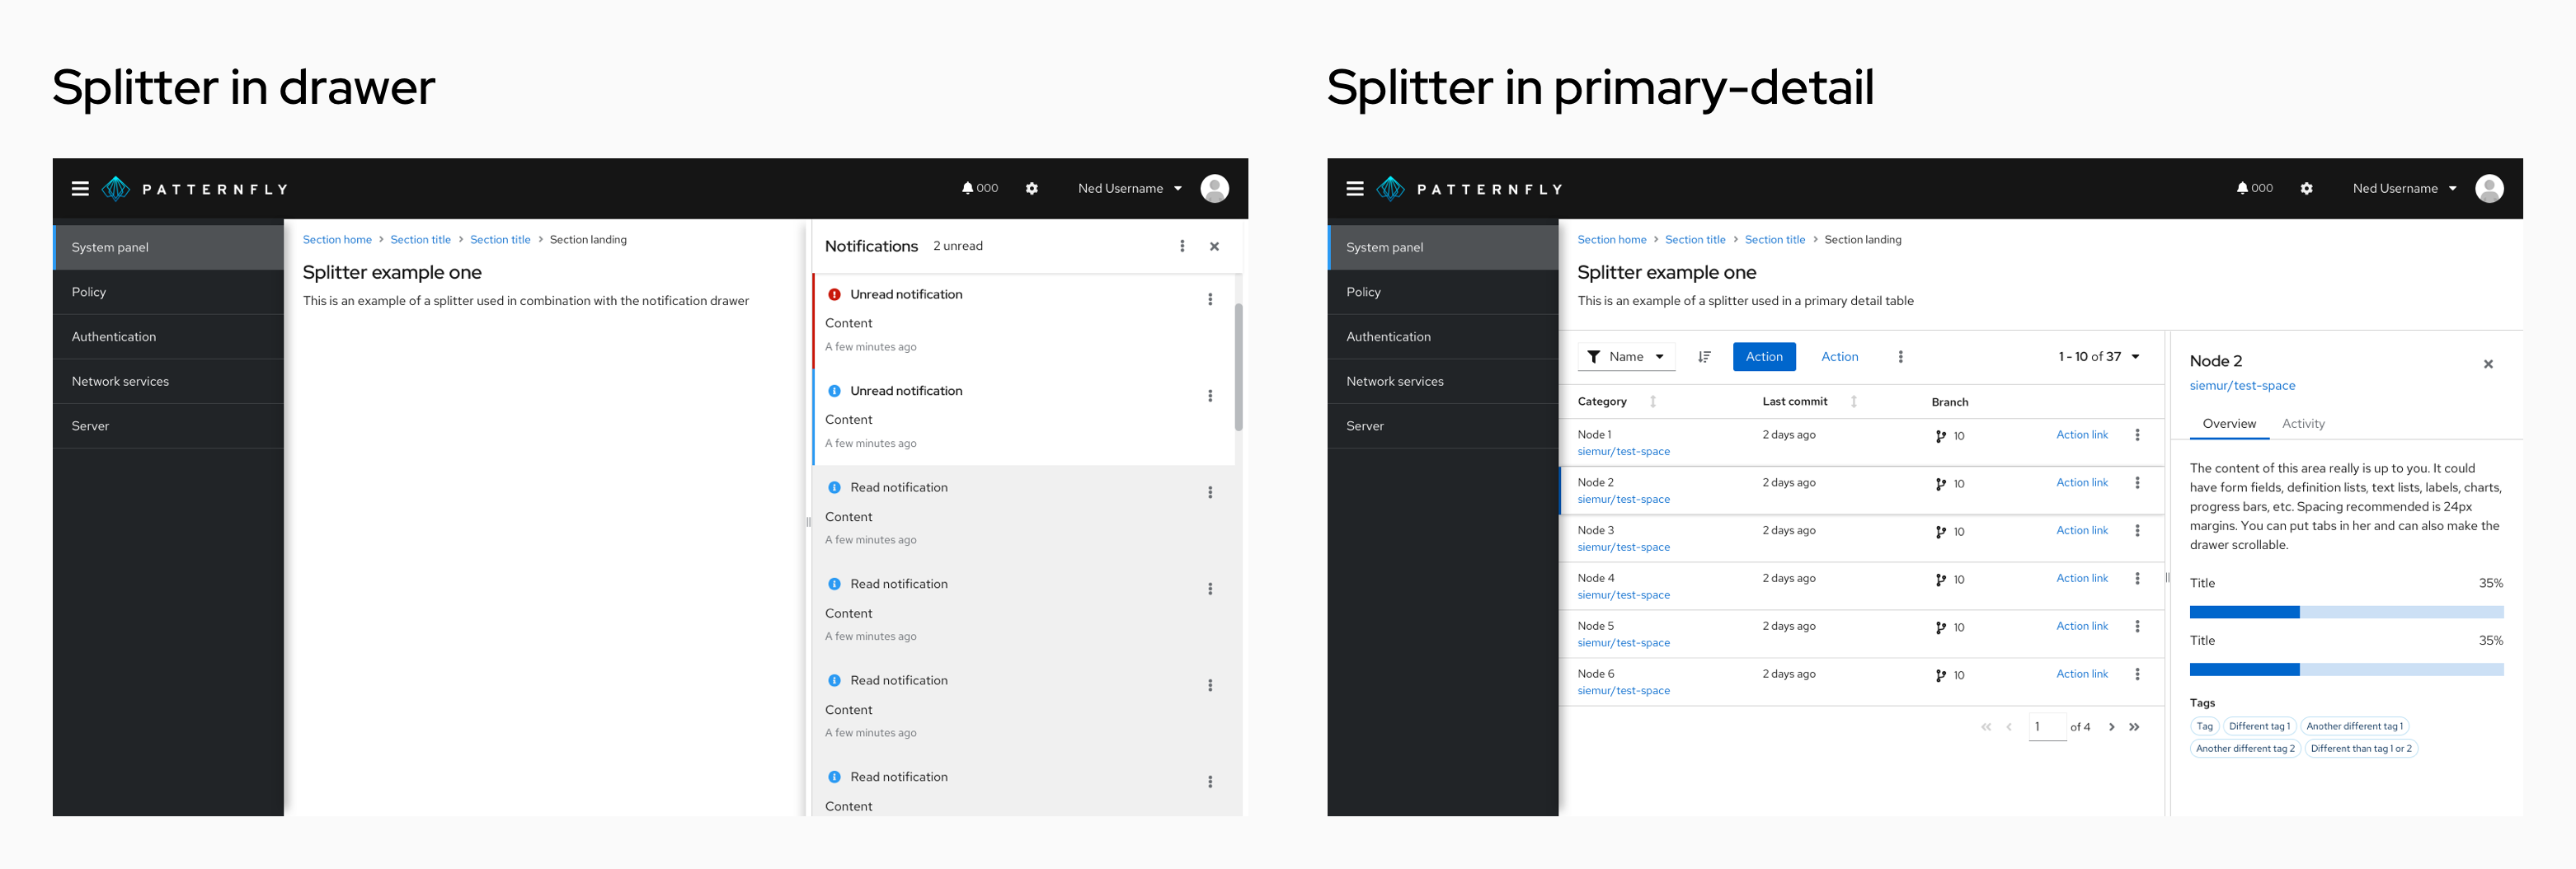 Splitter in drawer
PATTERNFLY
000
Ned Username
System panel
Policy
Authentication
Network services
Server
Section home > Section title > Section title > Section landing
Splitter example one
This is an example of a splitter used in combination with the notification drawer
Notifications 2 unread
Unread notification
Content
A few minutes ago
Unread notification
Content
A few minutes ago
Read notification
Content
A few minutes ago
Read notification
Content
A few minutes ago
Read notification
Content
A few minutes ago
Read notification
Content
Splitter in primary-detail
PATTERNFLY
000
Ned Username
System panel
Policy
Authentication
Network services
Server
Section home > Section title > Section title > Section landing
Splitter example one
This is an example of a splitter used in a primary detail table
Name Action Action 1 - 10 of 37
Category Last commit Branch
Node 1 2 days ago 10 Action link
siemur/test-space
Node 2 2 days ago 10 Action link
siemur/test-space
Node 3 2 days ago 10 Action link
siemur/test-space
Node 4 2 days ago 10 Action link
siemur/test-space
Node 5 2 days ago 10 Action link
siemur/test-space
Node 6 2 days ago 10 Action link
siemur/test-space
1 of 4
Node 2
siemur/test-space
Overview Activity
The content of this area really is up to you. It could
have form fields, definition lists, text lists, labels, charts,
progress bars, etc. Spacing recommended is 24px
margins. You can put tabs in her and can also make the
drawer scrollable.
Title 35%
Title 35%
Tags
Tag Different tag 1 Another different tag 1
Another different tag 2 Different than tag 1 or 2